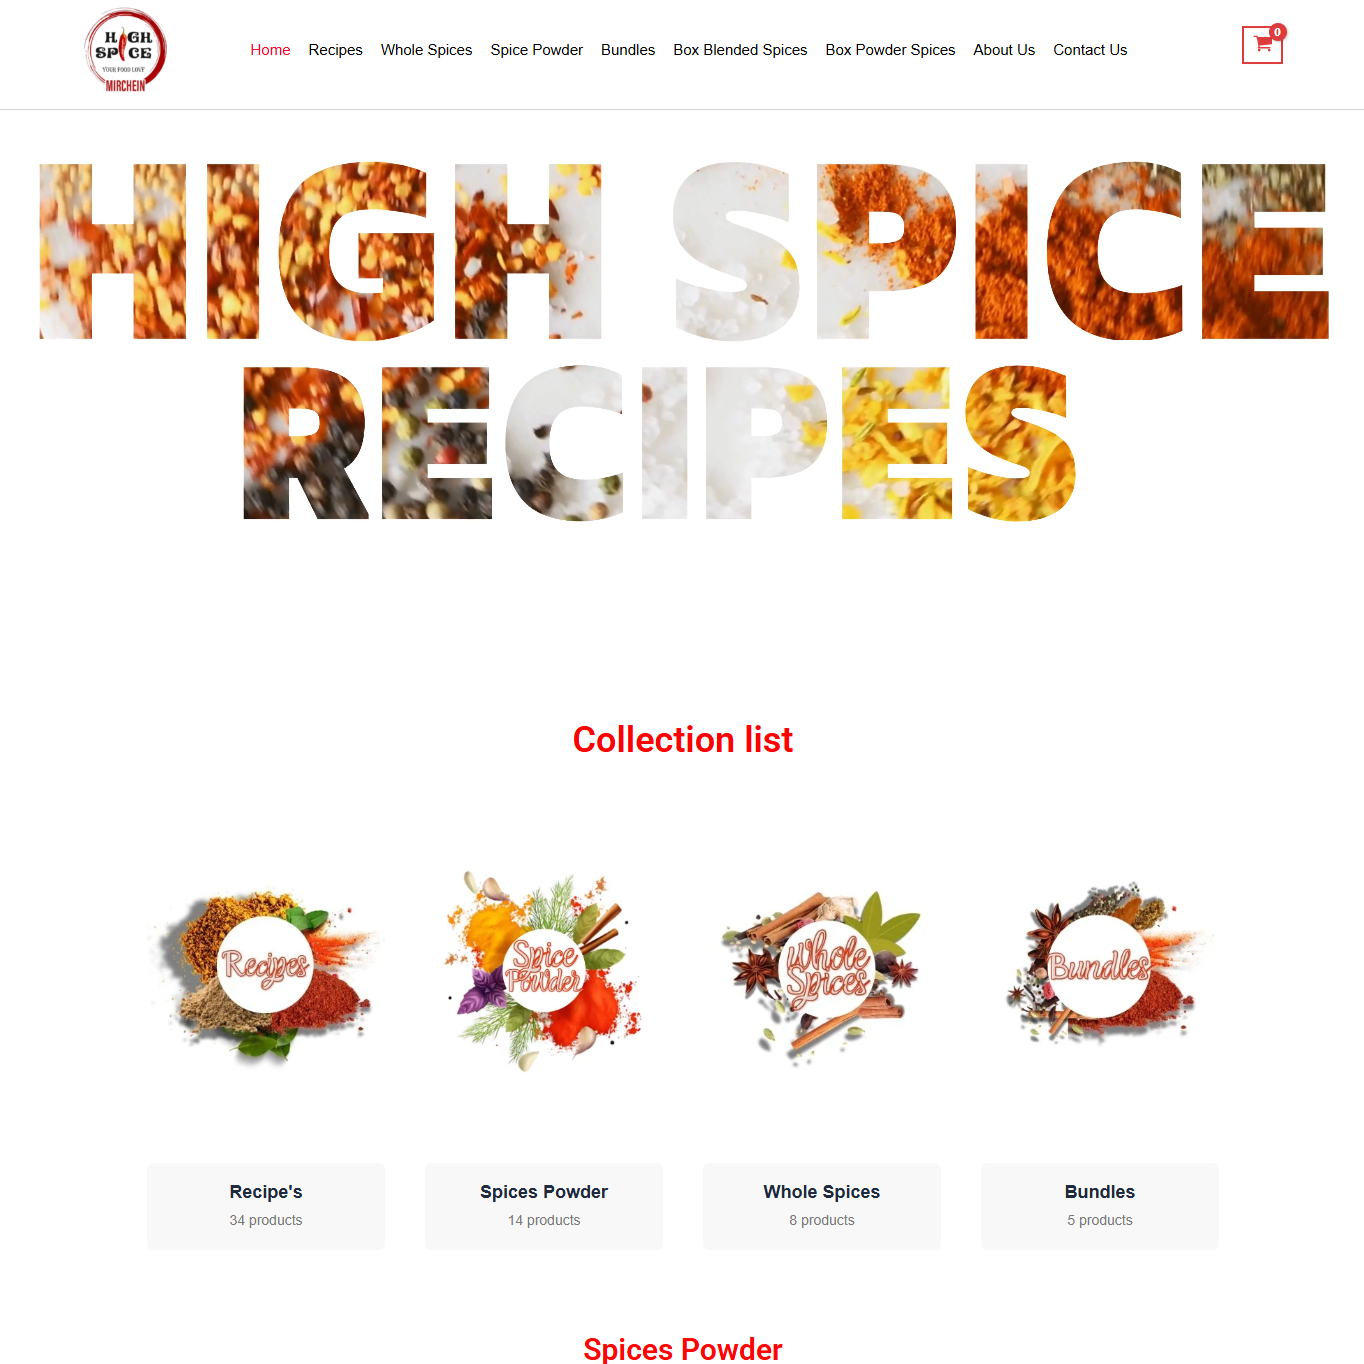 HIGH
SPICE
YOUR FOOD LOVE
MIRCHEIN
Home Recipes Whole Spices Spice Powder Bundles Box Blended Spices Box Powder Spices About Us Contact Us
0
HIGH SPICE
RECIPES
Collection list
Recipes
Spice
Powder
Whole
Spices
Bundles
Recipe's
34 products
Spices Powder
14 products
Whole Spices
8 products
Bundles
5 products
Spices Powder